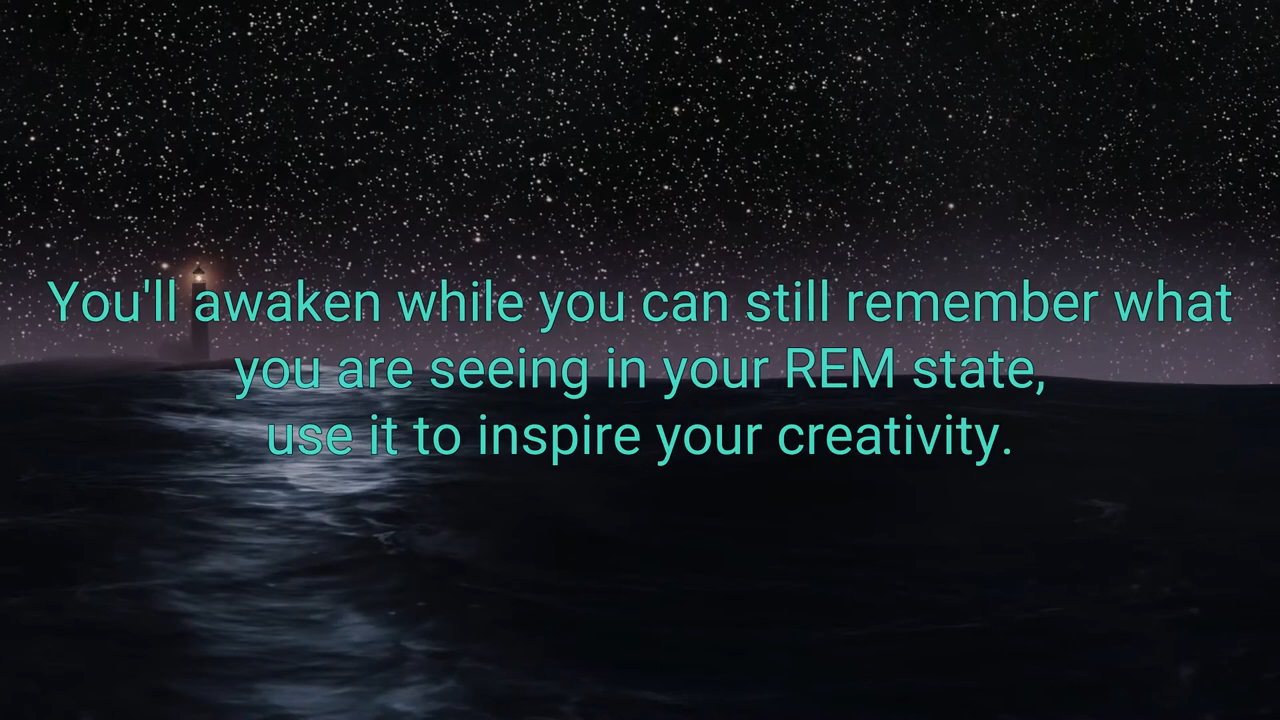 You'll awaken while you can still remember what
you are seeing in your REM state,
use it to inspire your creativity.